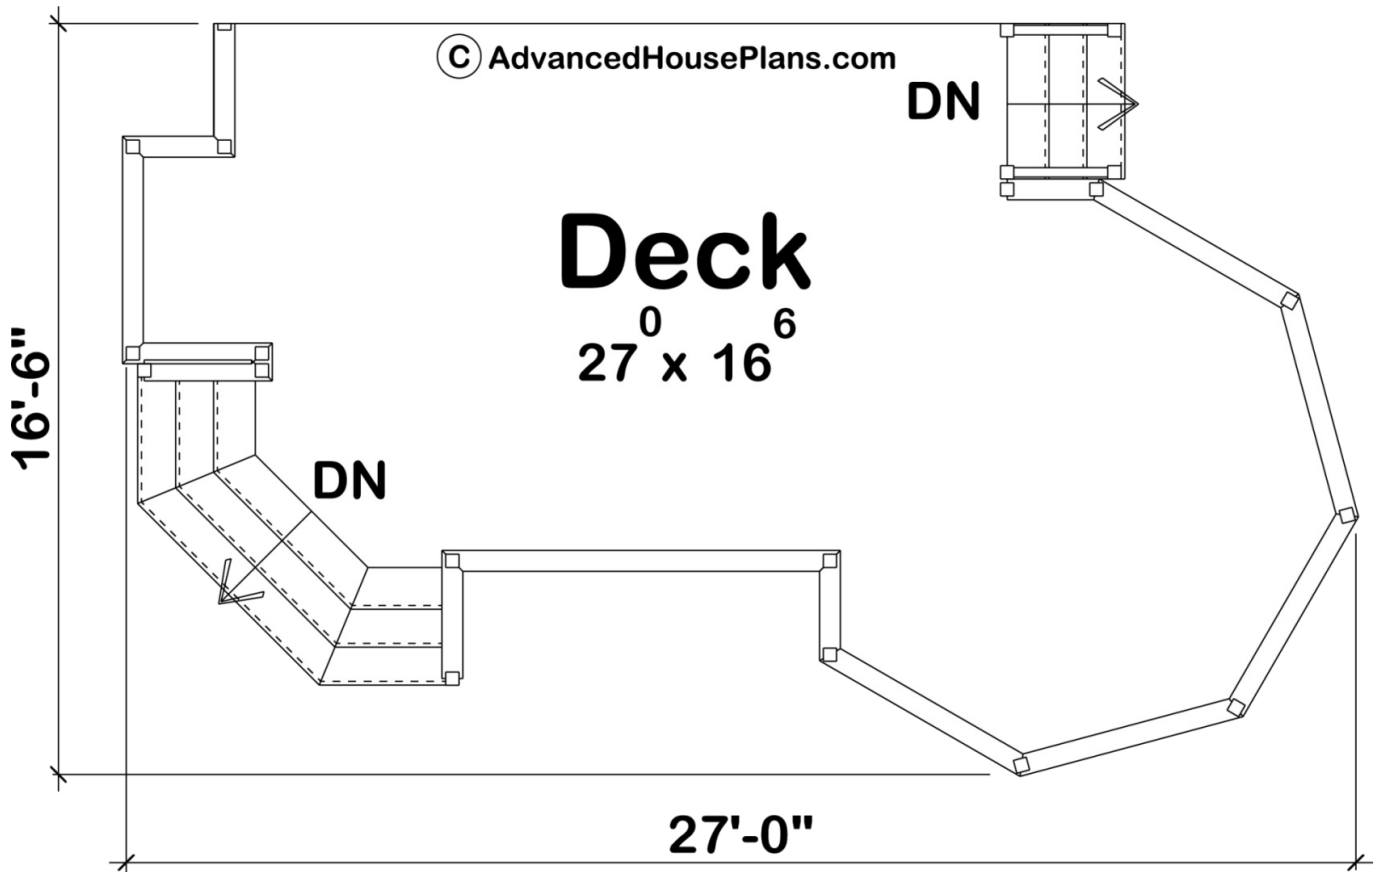 © AdvancedHousePlans.com
DN
Deck
27⁰ x 16⁶
16'-6"
DN
27'-0"